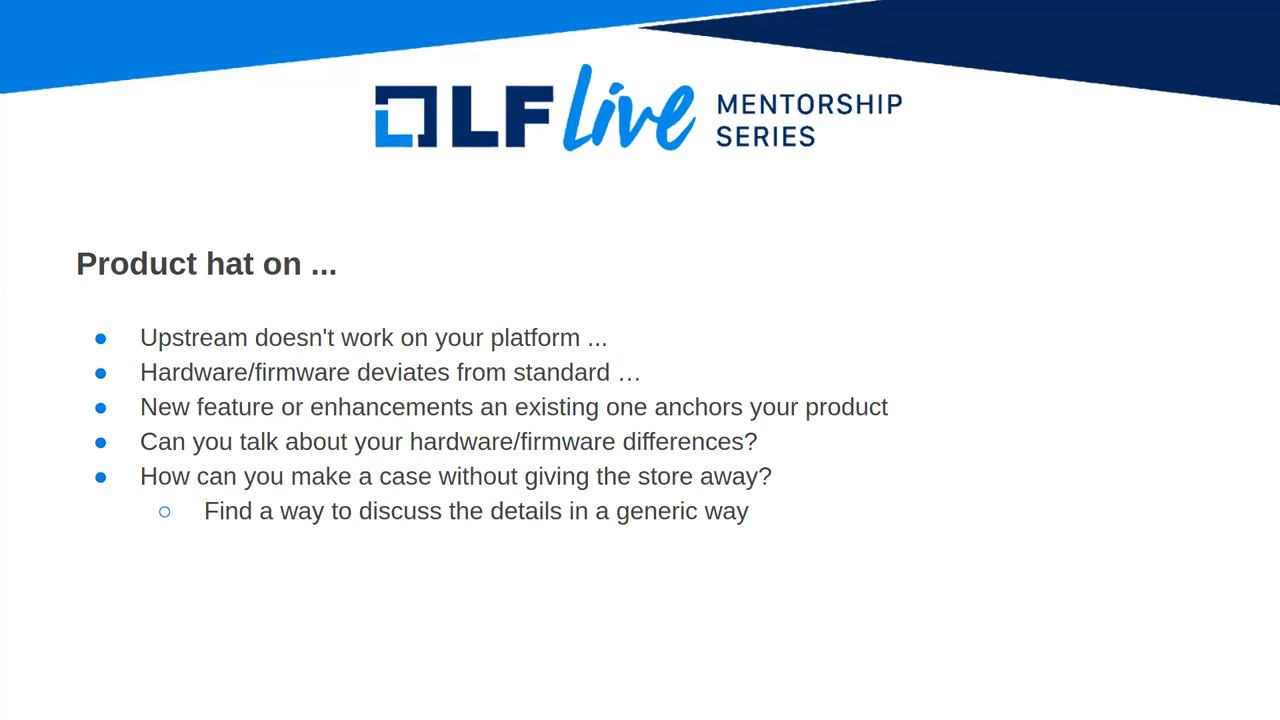 LF Live MENTORSHIP
SERIES
Product hat on ...
● Upstream doesn't work on your platform ...
● Hardware/firmware deviates from standard …
● New feature or enhancements an existing one anchors your product
● Can you talk about your hardware/firmware differences?
● How can you make a case without giving the store away?
○ Find a way to discuss the details in a generic way